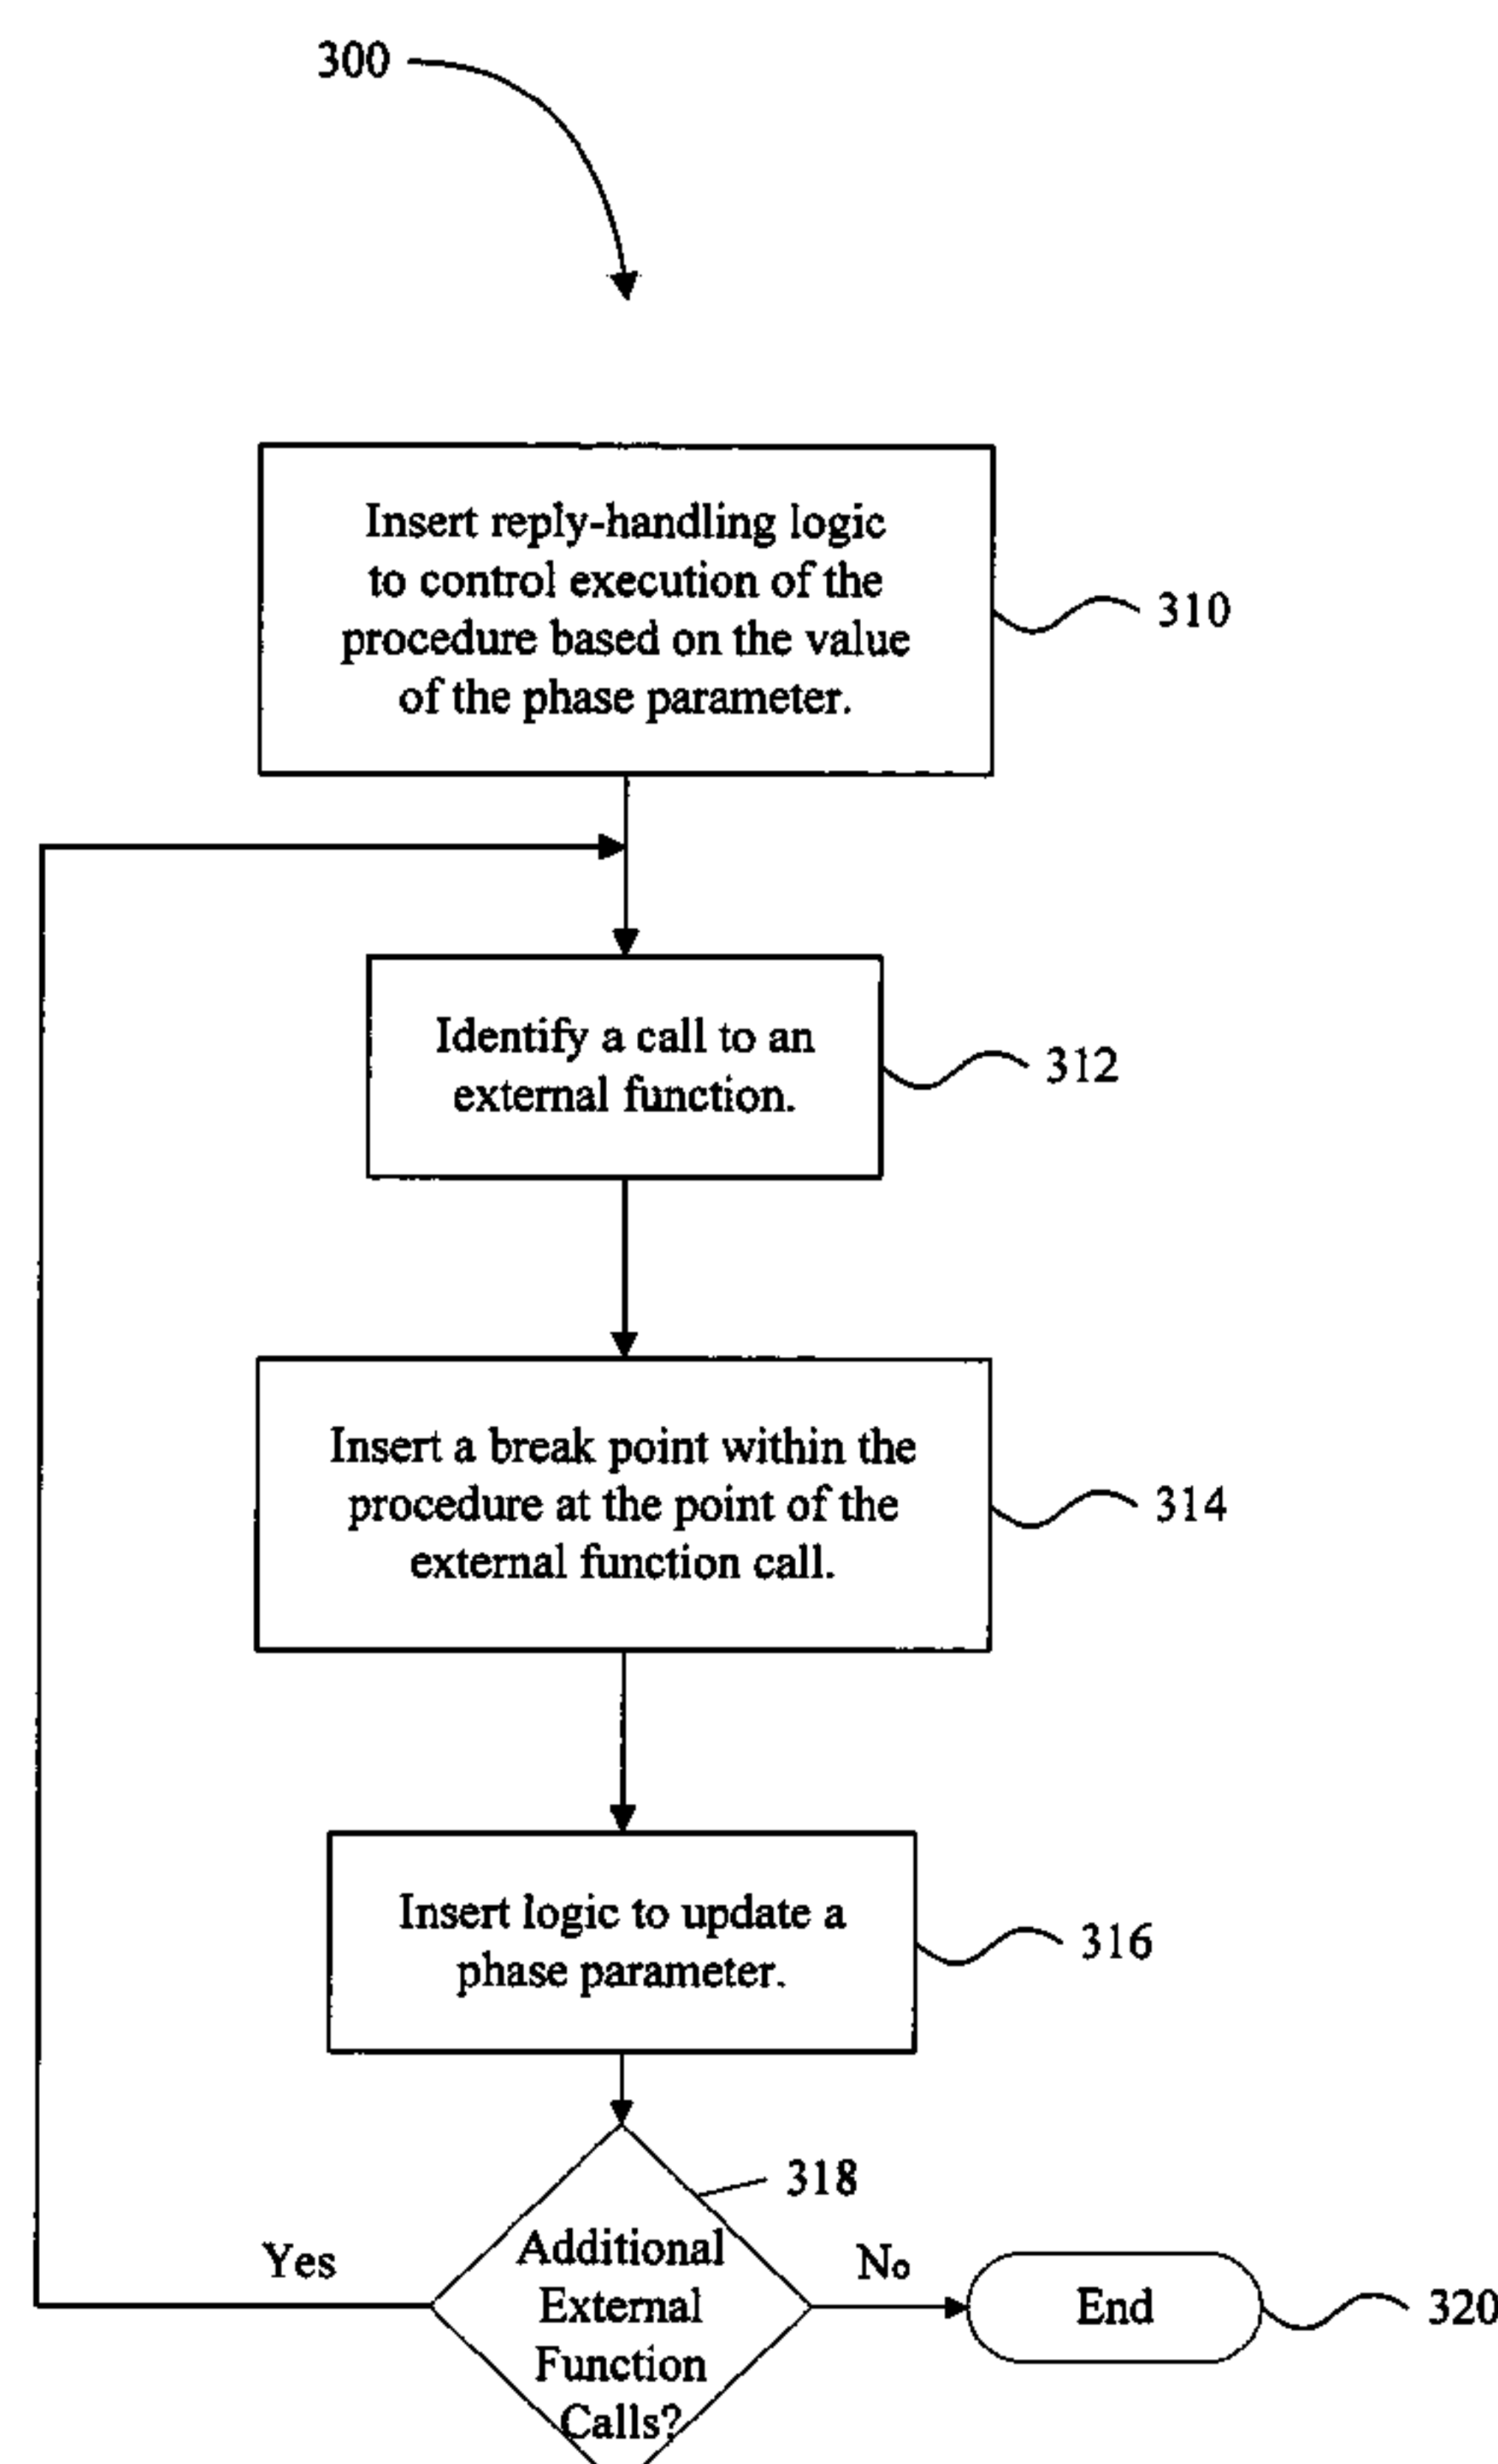 300
Insert reply-handling logic
to control execution of the
procedure based on the value
of the phase parameter.
310
Identify a call to an
external function.
312
Insert a break point within the
procedure at the point of the
external function call.
314
Insert logic to update a
phase parameter.
316
318
Additional
External
Function
Calls?
Yes
No
End
320